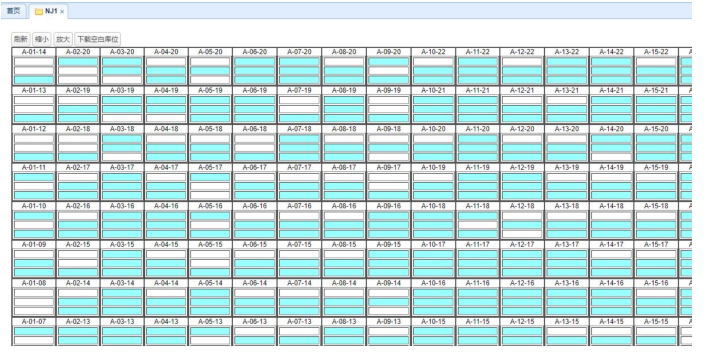 首页 NJ1 ×
刷新 缩小 放大 下载空白库位
A-01-14 A-02-20 A-03-20 A-04-20 A-05-20 A-06-20 A-07-20 A-08-20 A-09-20 A-10-22 A-11-22 A-12-22 A-13-22 A-14-22 A-15-22
A-01-13 A-02-19 A-03-19 A-04-19 A-05-19 A-06-19 A-07-19 A-08-19 A-09-19 A-10-21 A-11-21 A-12-21 A-13-21 A-14-21 A-15-21
A-01-12 A-02-18 A-03-18 A-04-18 A-05-18 A-06-18 A-07-18 A-08-18 A-09-18 A-10-20 A-11-20 A-12-20 A-13-20 A-14-20 A-15-20
A-01-11 A-02-17 A-03-17 A-04-17 A-05-17 A-06-17 A-07-17 A-08-17 A-09-17 A-10-19 A-11-19 A-12-19 A-13-19 A-14-19 A-15-19
A-01-10 A-02-16 A-03-16 A-04-16 A-05-16 A-06-16 A-07-16 A-08-16 A-09-16 A-10-18 A-11-18 A-12-18 A-13-18 A-14-18 A-15-18
A-01-09 A-02-15 A-03-15 A-04-15 A-05-15 A-06-15 A-07-15 A-08-15 A-09-15 A-10-17 A-11-17 A-12-17 A-13-17 A-14-17 A-15-17
A-01-08 A-02-14 A-03-14 A-04-14 A-05-14 A-06-14 A-07-14 A-08-14 A-09-14 A-10-16 A-11-16 A-12-16 A-13-16 A-14-16 A-15-16
A-01-07 A-02-13 A-03-13 A-04-13 A-05-13 A-06-13 A-07-13 A-08-13 A-09-13 A-10-15 A-11-15 A-12-15 A-13-15 A-14-15 A-15-15